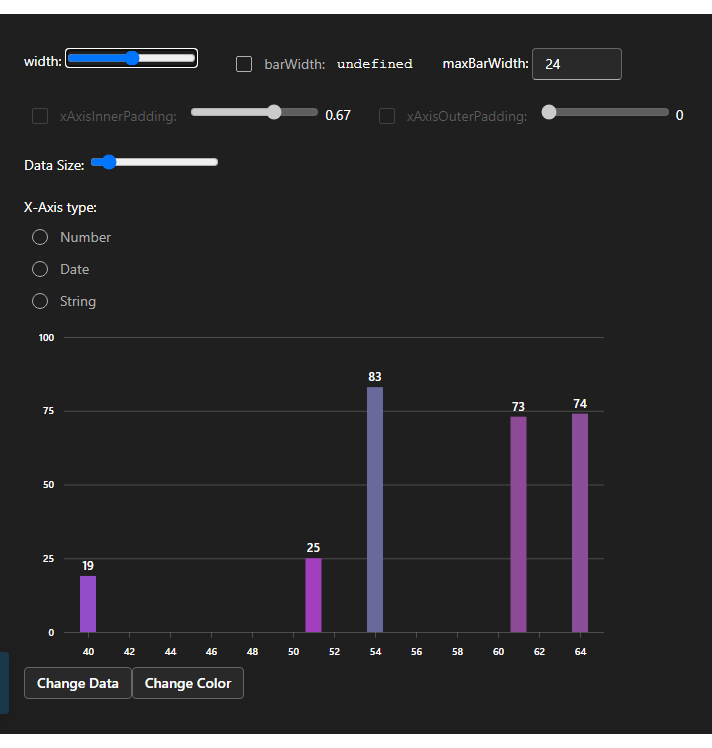 width: barWidth: undefined maxBarWidth: 24
xAxisInnerPadding: 0.67 xAxisOuterPadding: 0
Data Size:
X-Axis type:
Number
Date
String
100
83
75 73 74
50
25 25
19
0
40 42 44 46 48 50 52 54 56 58 60 62 64
Change Data Change Color